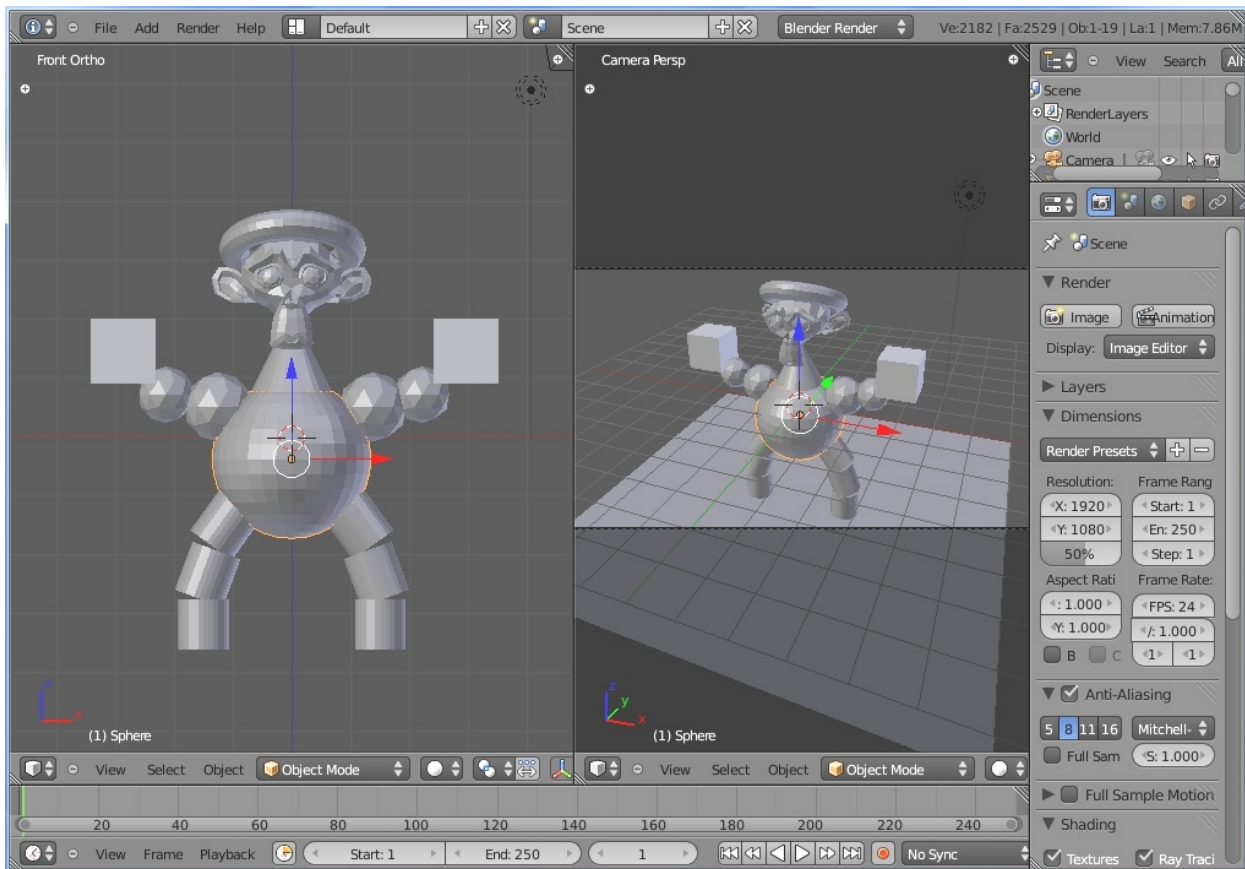 File Add Render Help Default Scene Blender Render Ve:2182 | Fa:2529 | Ob:1-19 | La:1 | Mem:7.86M
Front Ortho
Camera Persp
(1) Sphere
(1) Sphere
x
z
y
x
View Select Object Object Mode
View Select Object Object Mode
View Search All
Scene
RenderLayers
World
Camera |
Scene
Render
Image Animation
Display: Image Editor
Layers
Dimensions
Render Presets
Resolution: Frame Rang
X: 1920 Start: 1
Y: 1080 En: 250
50% Step: 1
Aspect Rati Frame Rate:
: 1.000 FPS: 24
Y: 1.000 /: 1.000
B C 1 1
Anti-Aliasing
5 8 11 16 Mitchell-
Full Sam S: 1.000
Full Sample Motion
Shading
Textures Ray Traci
20 40 60 80 100 120 140 160 180 200 220 240
View Frame Playback Start: 1 End: 250 1 No Sync